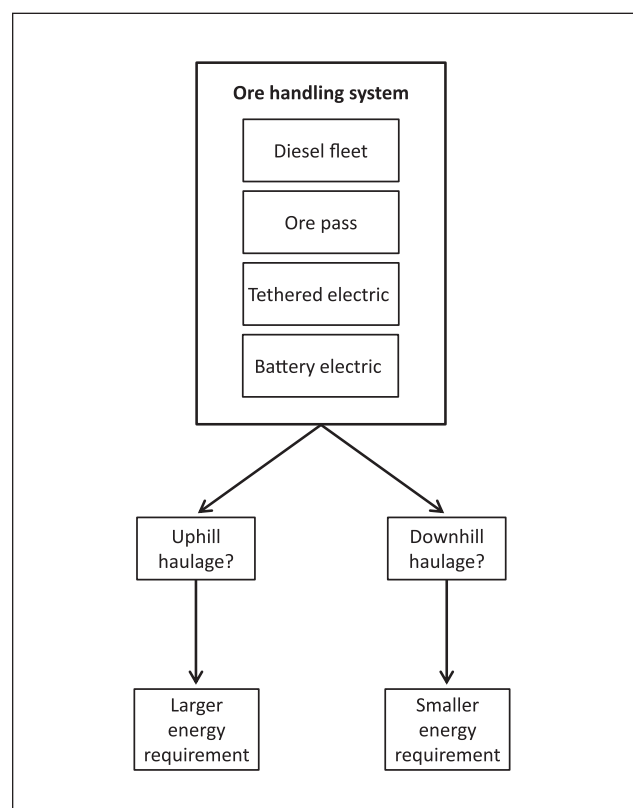 Ore handling system
Diesel fleet
Ore pass
Tethered electric
Battery electric
Uphill
haulage?
Downhill
haulage?
Larger
energy
requirement
Smaller
energy
requirement